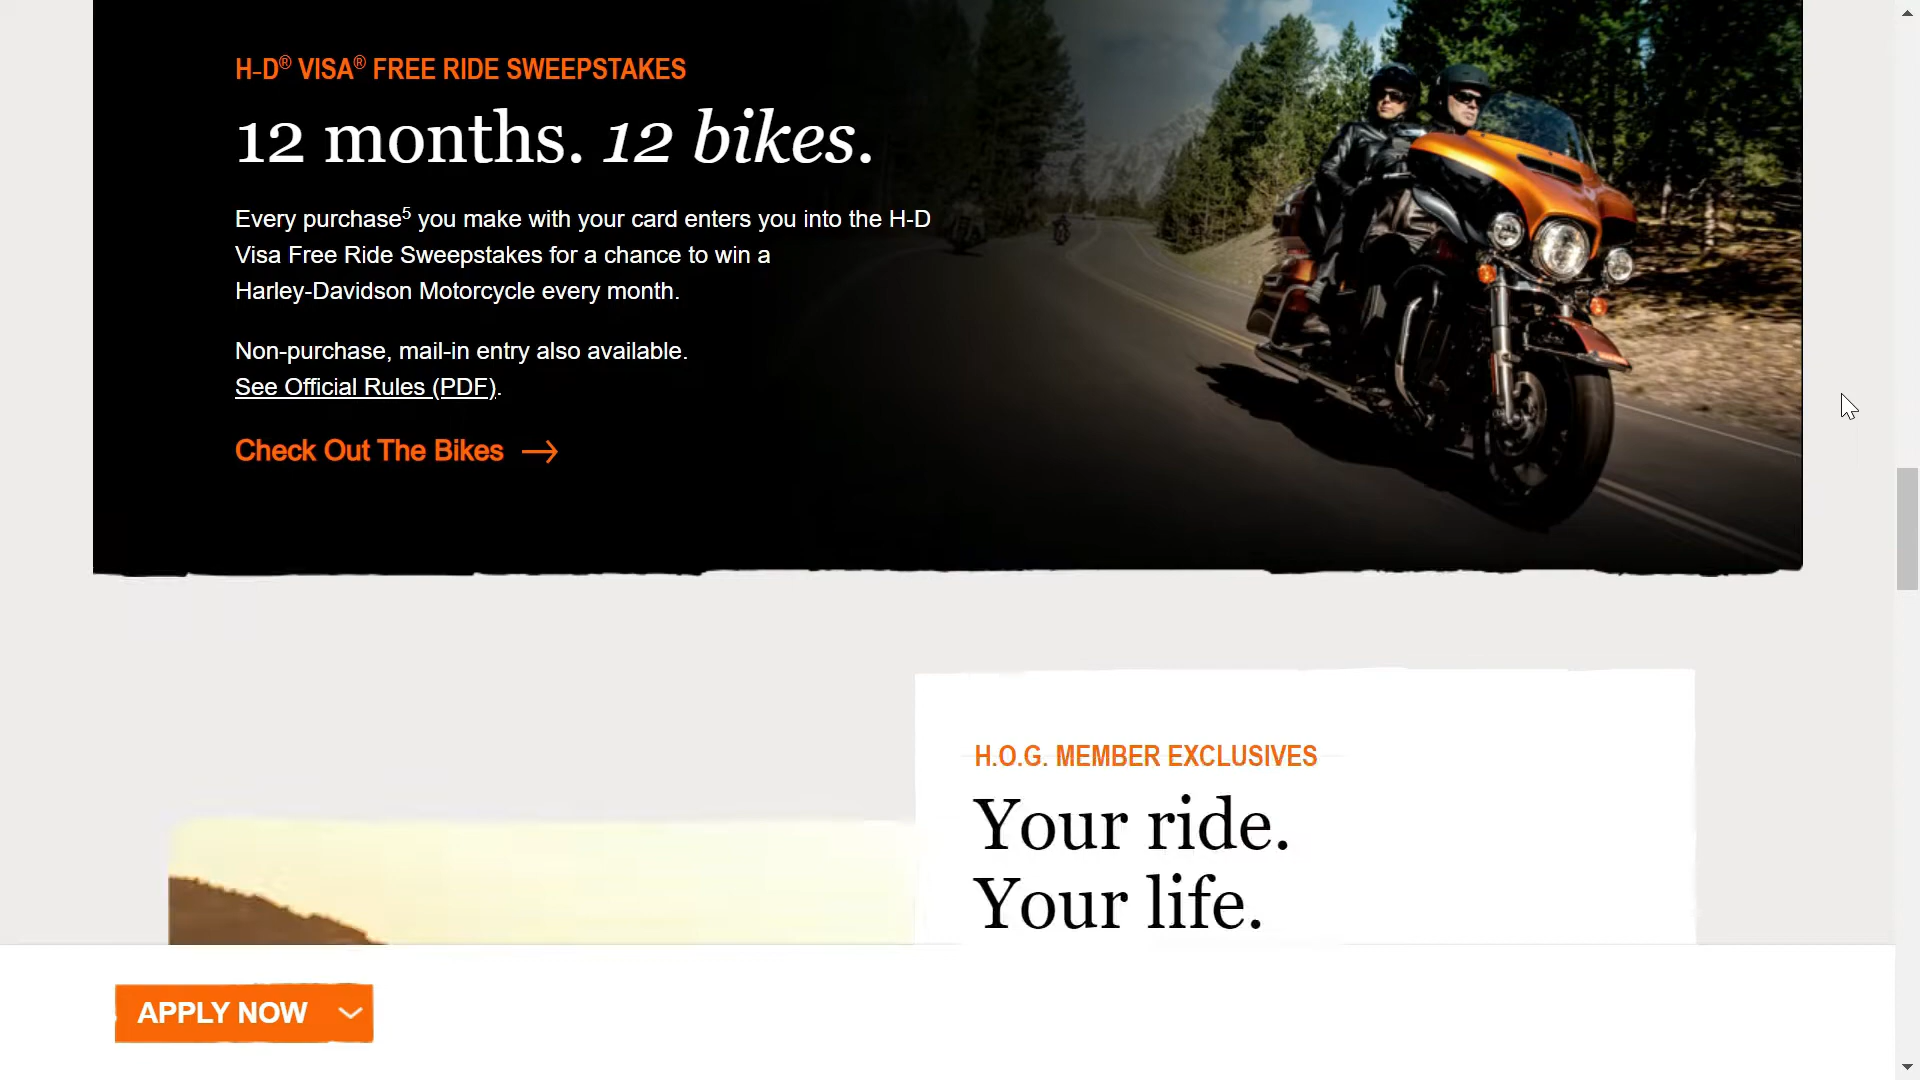 H-D® VISA® FREE RIDE SWEEPSTAKES
12 months. 12 bikes.
Every purchase5 you make with your card enters you into the H-D
Visa Free Ride Sweepstakes for a chance to win a
Harley-Davidson Motorcycle every month.
Non-purchase, mail-in entry also available.
See Official Rules (PDF).
Check Out The Bikes
H.O.G. MEMBER EXCLUSIVES
Your ride.
Your life.
APPLY NOW